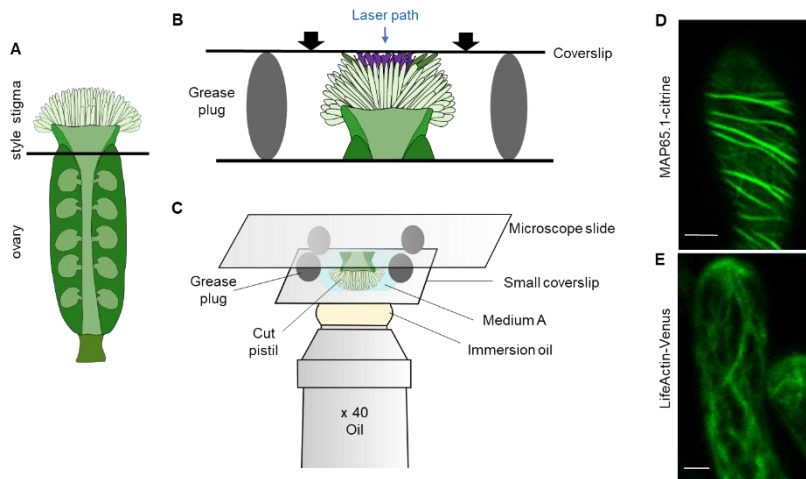 A
stigma
style
ovary
B
Laser path
Coverslip
Grease
plug
C
Microscope slide
Grease
plug
Small coverslip
Cut
pistil
Medium A
Immersion oil
x 40
Oil
D
MAP65.1-citrine
E
LifeActin-Venus